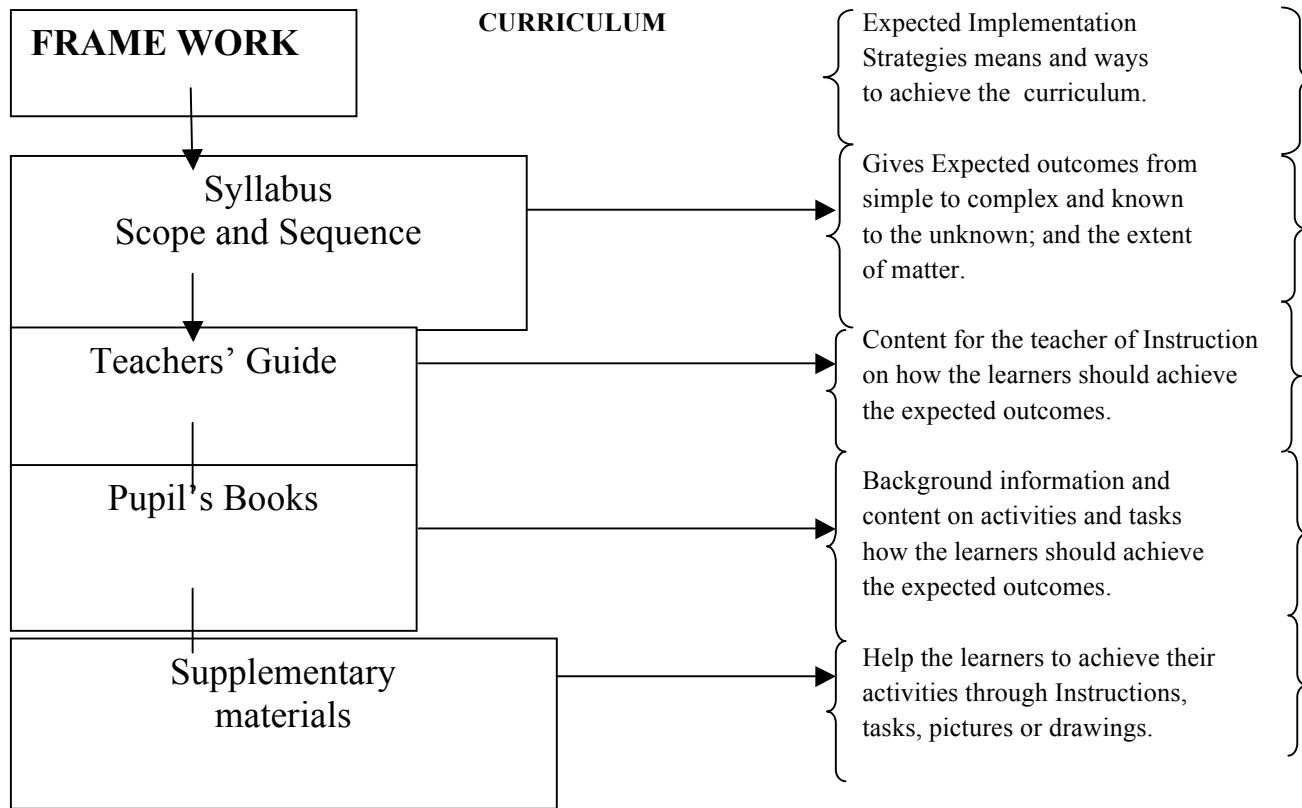 CURRICULUM
FRAME WORK
Expected Implementation
Strategies means and ways
to achieve the curriculum.
Syllabus
Scope and Sequence
Gives Expected outcomes from
simple to complex and known
to the unknown; and the extent
of matter.
Teachers’ Guide
Content for the teacher of Instruction
on how the learners should achieve
the expected outcomes.
Pupil’s Books
Background information and
content on activities and tasks
how the learners should achieve
the expected outcomes.
Supplementary
materials
Help the learners to achieve their
activities through Instructions,
tasks, pictures or drawings.